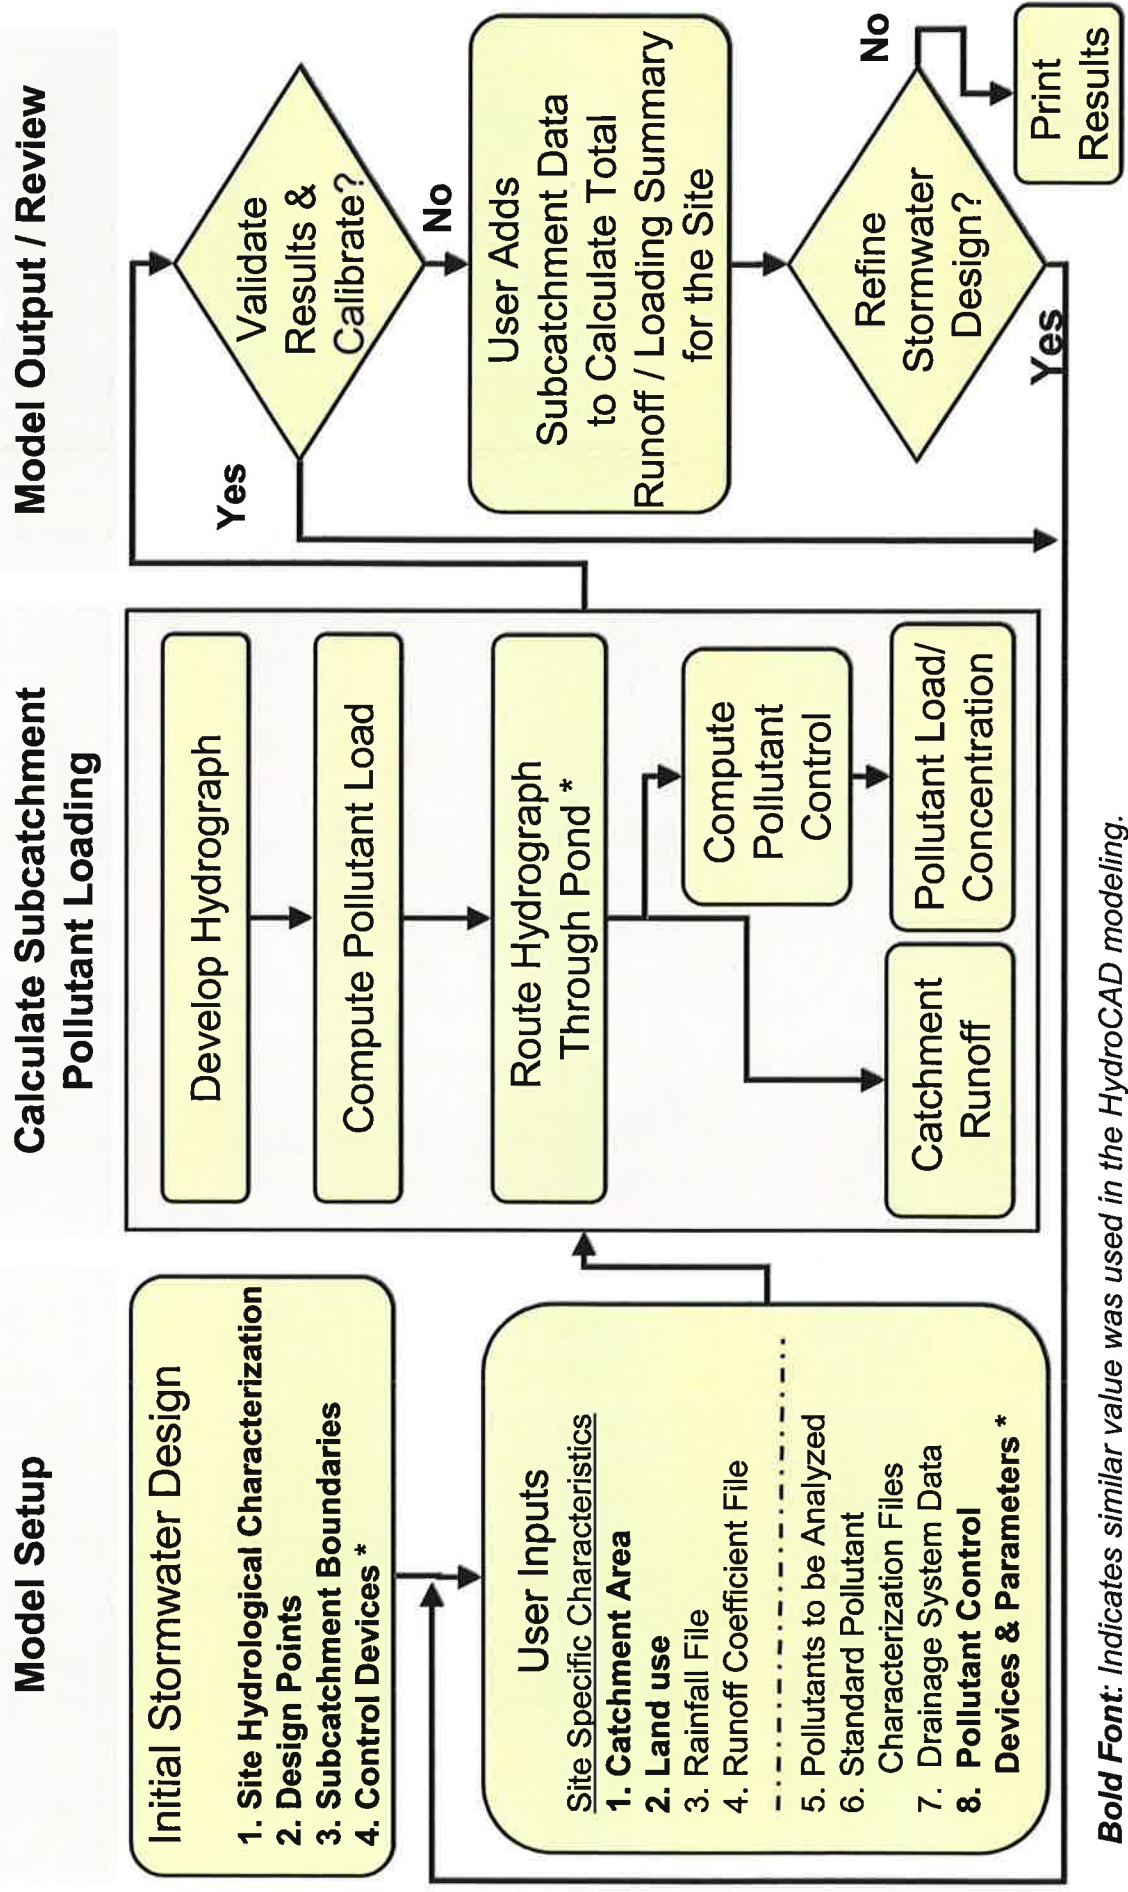 Model Setup
Initial Stormwater Design
1. Site Hydrological Characterization
2. Design Points
3. Subcatchment Boundaries
4. Control Devices *
User Inputs
Site Specific Characteristics
1. Catchment Area
2. Land use
3. Rainfall File
4. Runoff Coefficient File
5. Pollutants to be Analyzed
6. Standard Pollutant
Characterization Files
7. Drainage System Data
8. Pollutant Control
Devices & Parameters *
Calculate Subcatchment
Pollutant Loading
Develop Hydrograph
Compute Pollutant Load
Route Hydrograph
Through Pond *
Compute
Pollutant
Control
Catchment
Runoff
Pollutant Load/
Concentration
Model Output / Review
Validate
Results &
Calibrate?
Yes
No
User Adds
Subcatchment Data
to Calculate Total
Runoff / Loading Summary
for the Site
Refine
Stormwater
Design?
Yes
No
Print
Results
Bold Font: Indicates similar value was used in the HydroCAD modeling.